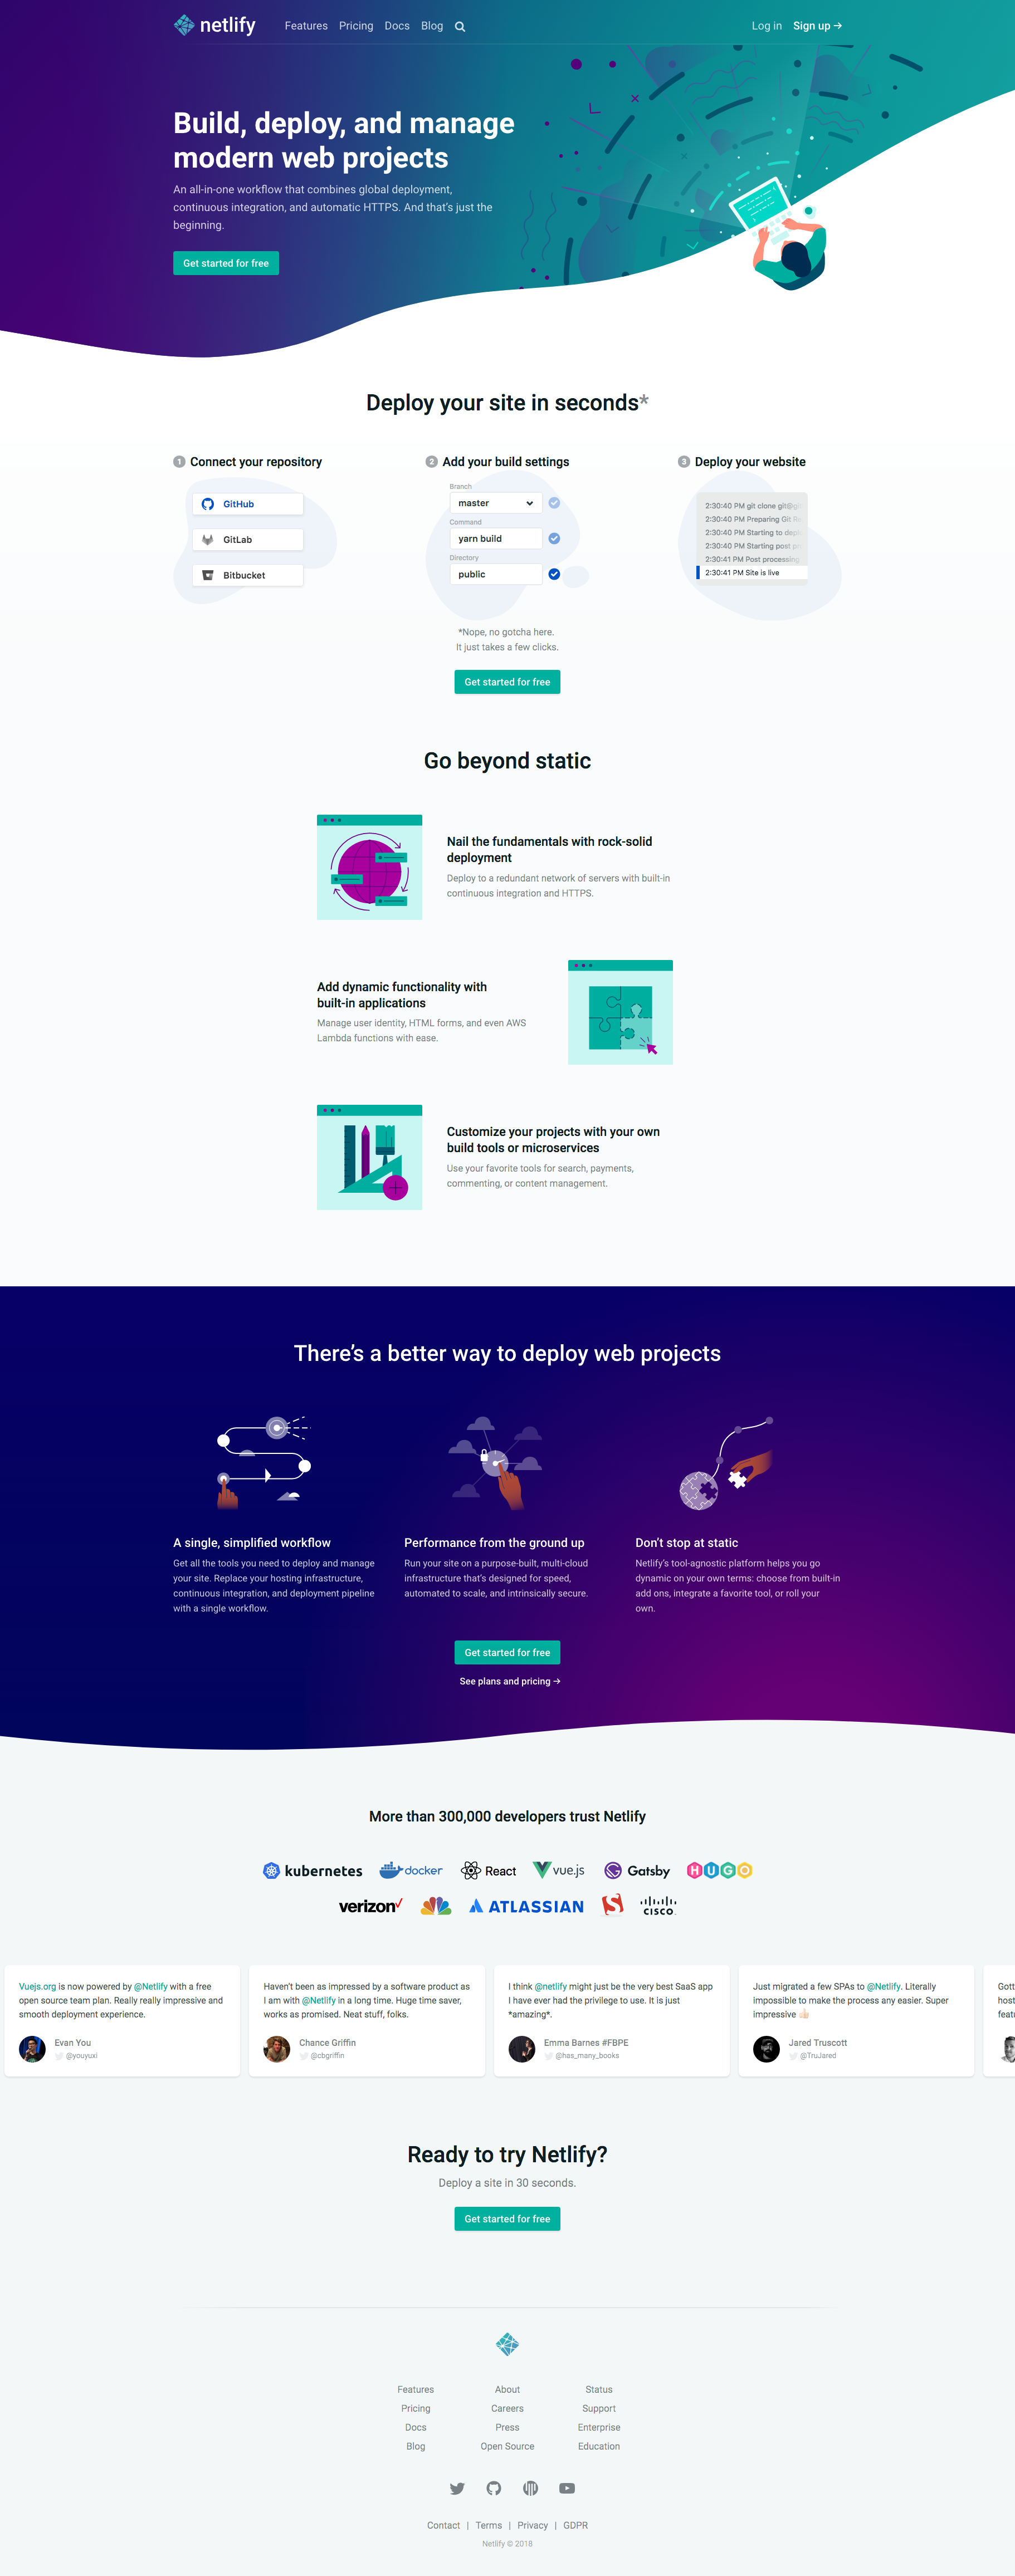 netlify
Features Pricing Docs Blog
Log in Sign up →
Build, deploy, and manage
modern web projects
An all-in-one workflow that combines global deployment,
continuous integration, and automatic HTTPS. And that’s just the
beginning.
Get started for free
Deploy your site in seconds*
1 Connect your repository
GitHub
GitLab
Bitbucket
2 Add your build settings
Branch
master
Command
yarn build
Directory
public
3 Deploy your website
2:30:40 PM git clone git@gi
2:30:40 PM Preparing Git
2:30:40 PM Starting to depl
2:30:40 PM Starting post pr
2:30:41 PM Post processing
2:30:41 PM Site is live
*Nope, no gotcha here.
It just takes a few clicks.
Get started for free
Go beyond static
Nail the fundamentals with rock-solid
deployment
Deploy to a redundant network of servers with built-in
continuous integration and HTTPS.
Add dynamic functionality with
built-in applications
Manage user identity, HTML forms, and even AWS
Lambda functions with ease.
Customize your projects with your own
build tools or microservices
Use your favorite tools for search, payments,
commenting, or content management.
There’s a better way to deploy web projects
A single, simplified workflow
Get all the tools you need to deploy and manage
your site. Replace your hosting infrastructure,
continuous integration, and deployment pipeline
with a single workflow.
Performance from the ground up
Run your site on a purpose-built, multi-cloud
infrastructure that’s designed for speed,
automated to scale, and intrinsically secure.
Don’t stop at static
Netlify’s tool-agnostic platform helps you go
dynamic on your own terms: choose from built-in
add ons, integrate a favorite tool, or roll your
own.
Get started for free
See plans and pricing →
More than 300,000 developers trust Netlify
kubernetes docker React vue.js Gatsby HUGO
verizon✓ ATLASSIAN S CISCO
Vuejs.org is now powered by @Netlify with a free
open source team plan. Really really impressive and
smooth deployment experience.
Evan You
@youyuxi
Haven’t been as impressed by a software product as
I am with @Netlify in a long time. Huge time saver,
works as promised. Neat stuff, folks.
Chance Griffin
@cbgriffin
I think @netlify might just be the very best SaaS app
I have ever had the privilege to use. It is just
*amazing*.
Emma Barnes #FBPE
@has_many_books
Just migrated a few SPAs to @Netlify. Literally
impossible to make the process any easier. Super
impressive 👍🏻
Jared Truscott
@TruJared
Gott
host
featu
Ready to try Netlify?
Deploy a site in 30 seconds.
Get started for free
Features
Pricing
Docs
Blog
About
Careers
Press
Open Source
Status
Support
Enterprise
Education
Contact | Terms | Privacy | GDPR
Netlify © 2018